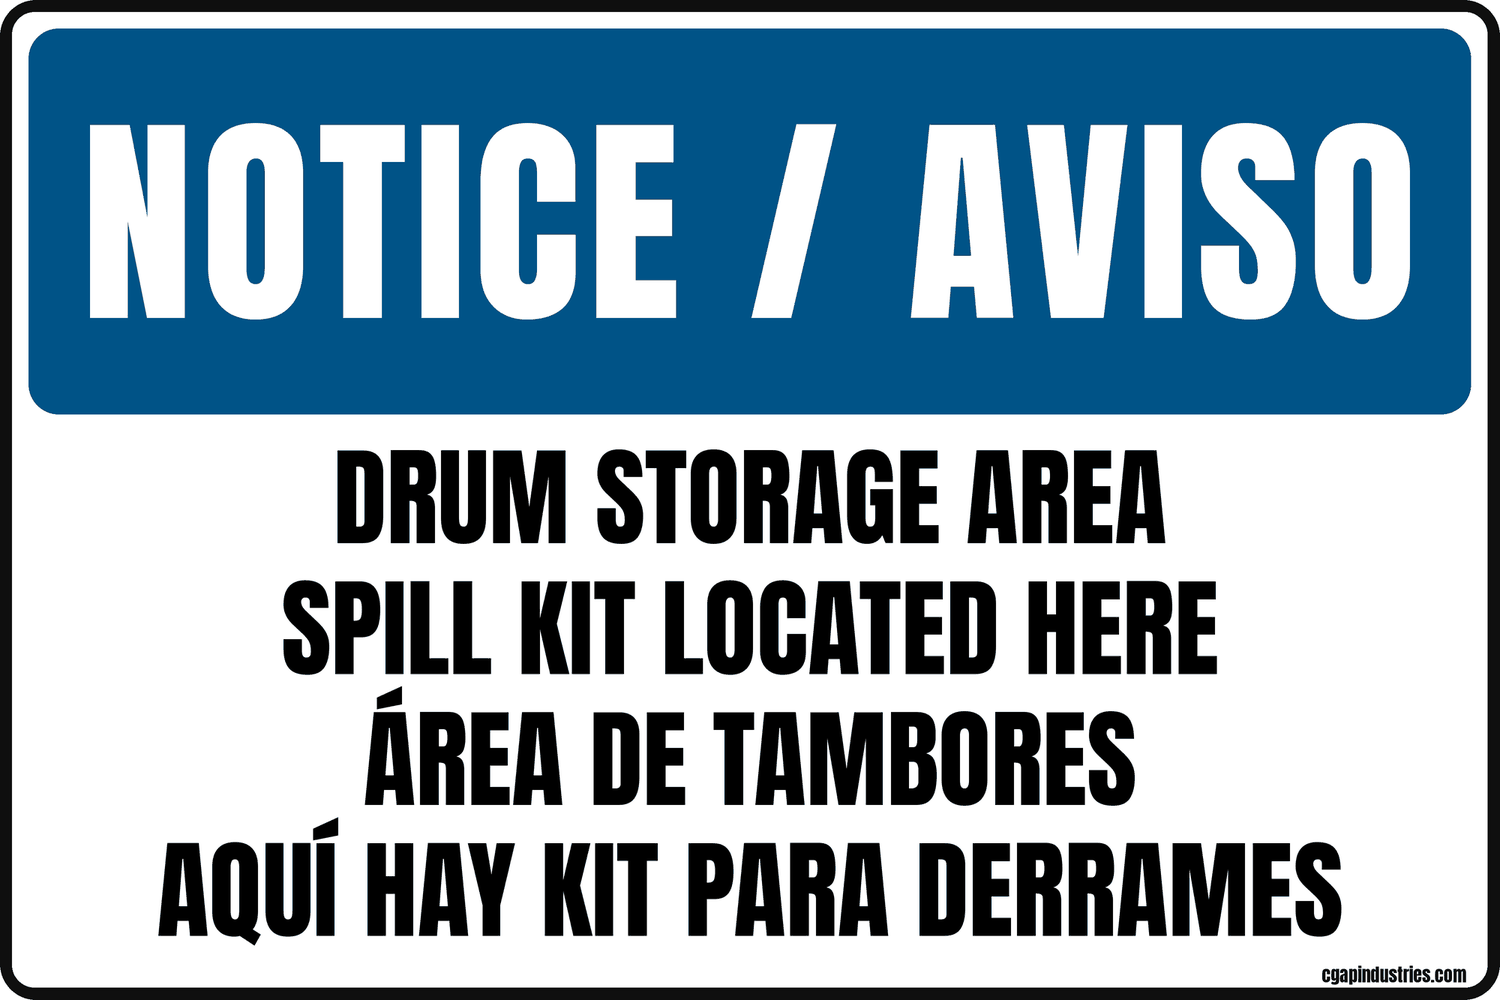 NOTICE / AVISO
DRUM STORAGE AREA
SPILL KIT LOCATED HERE
ÁREA DE TAMBORES
AQUÍ HAY KIT PARA DERRAMES
cgapindustries.com